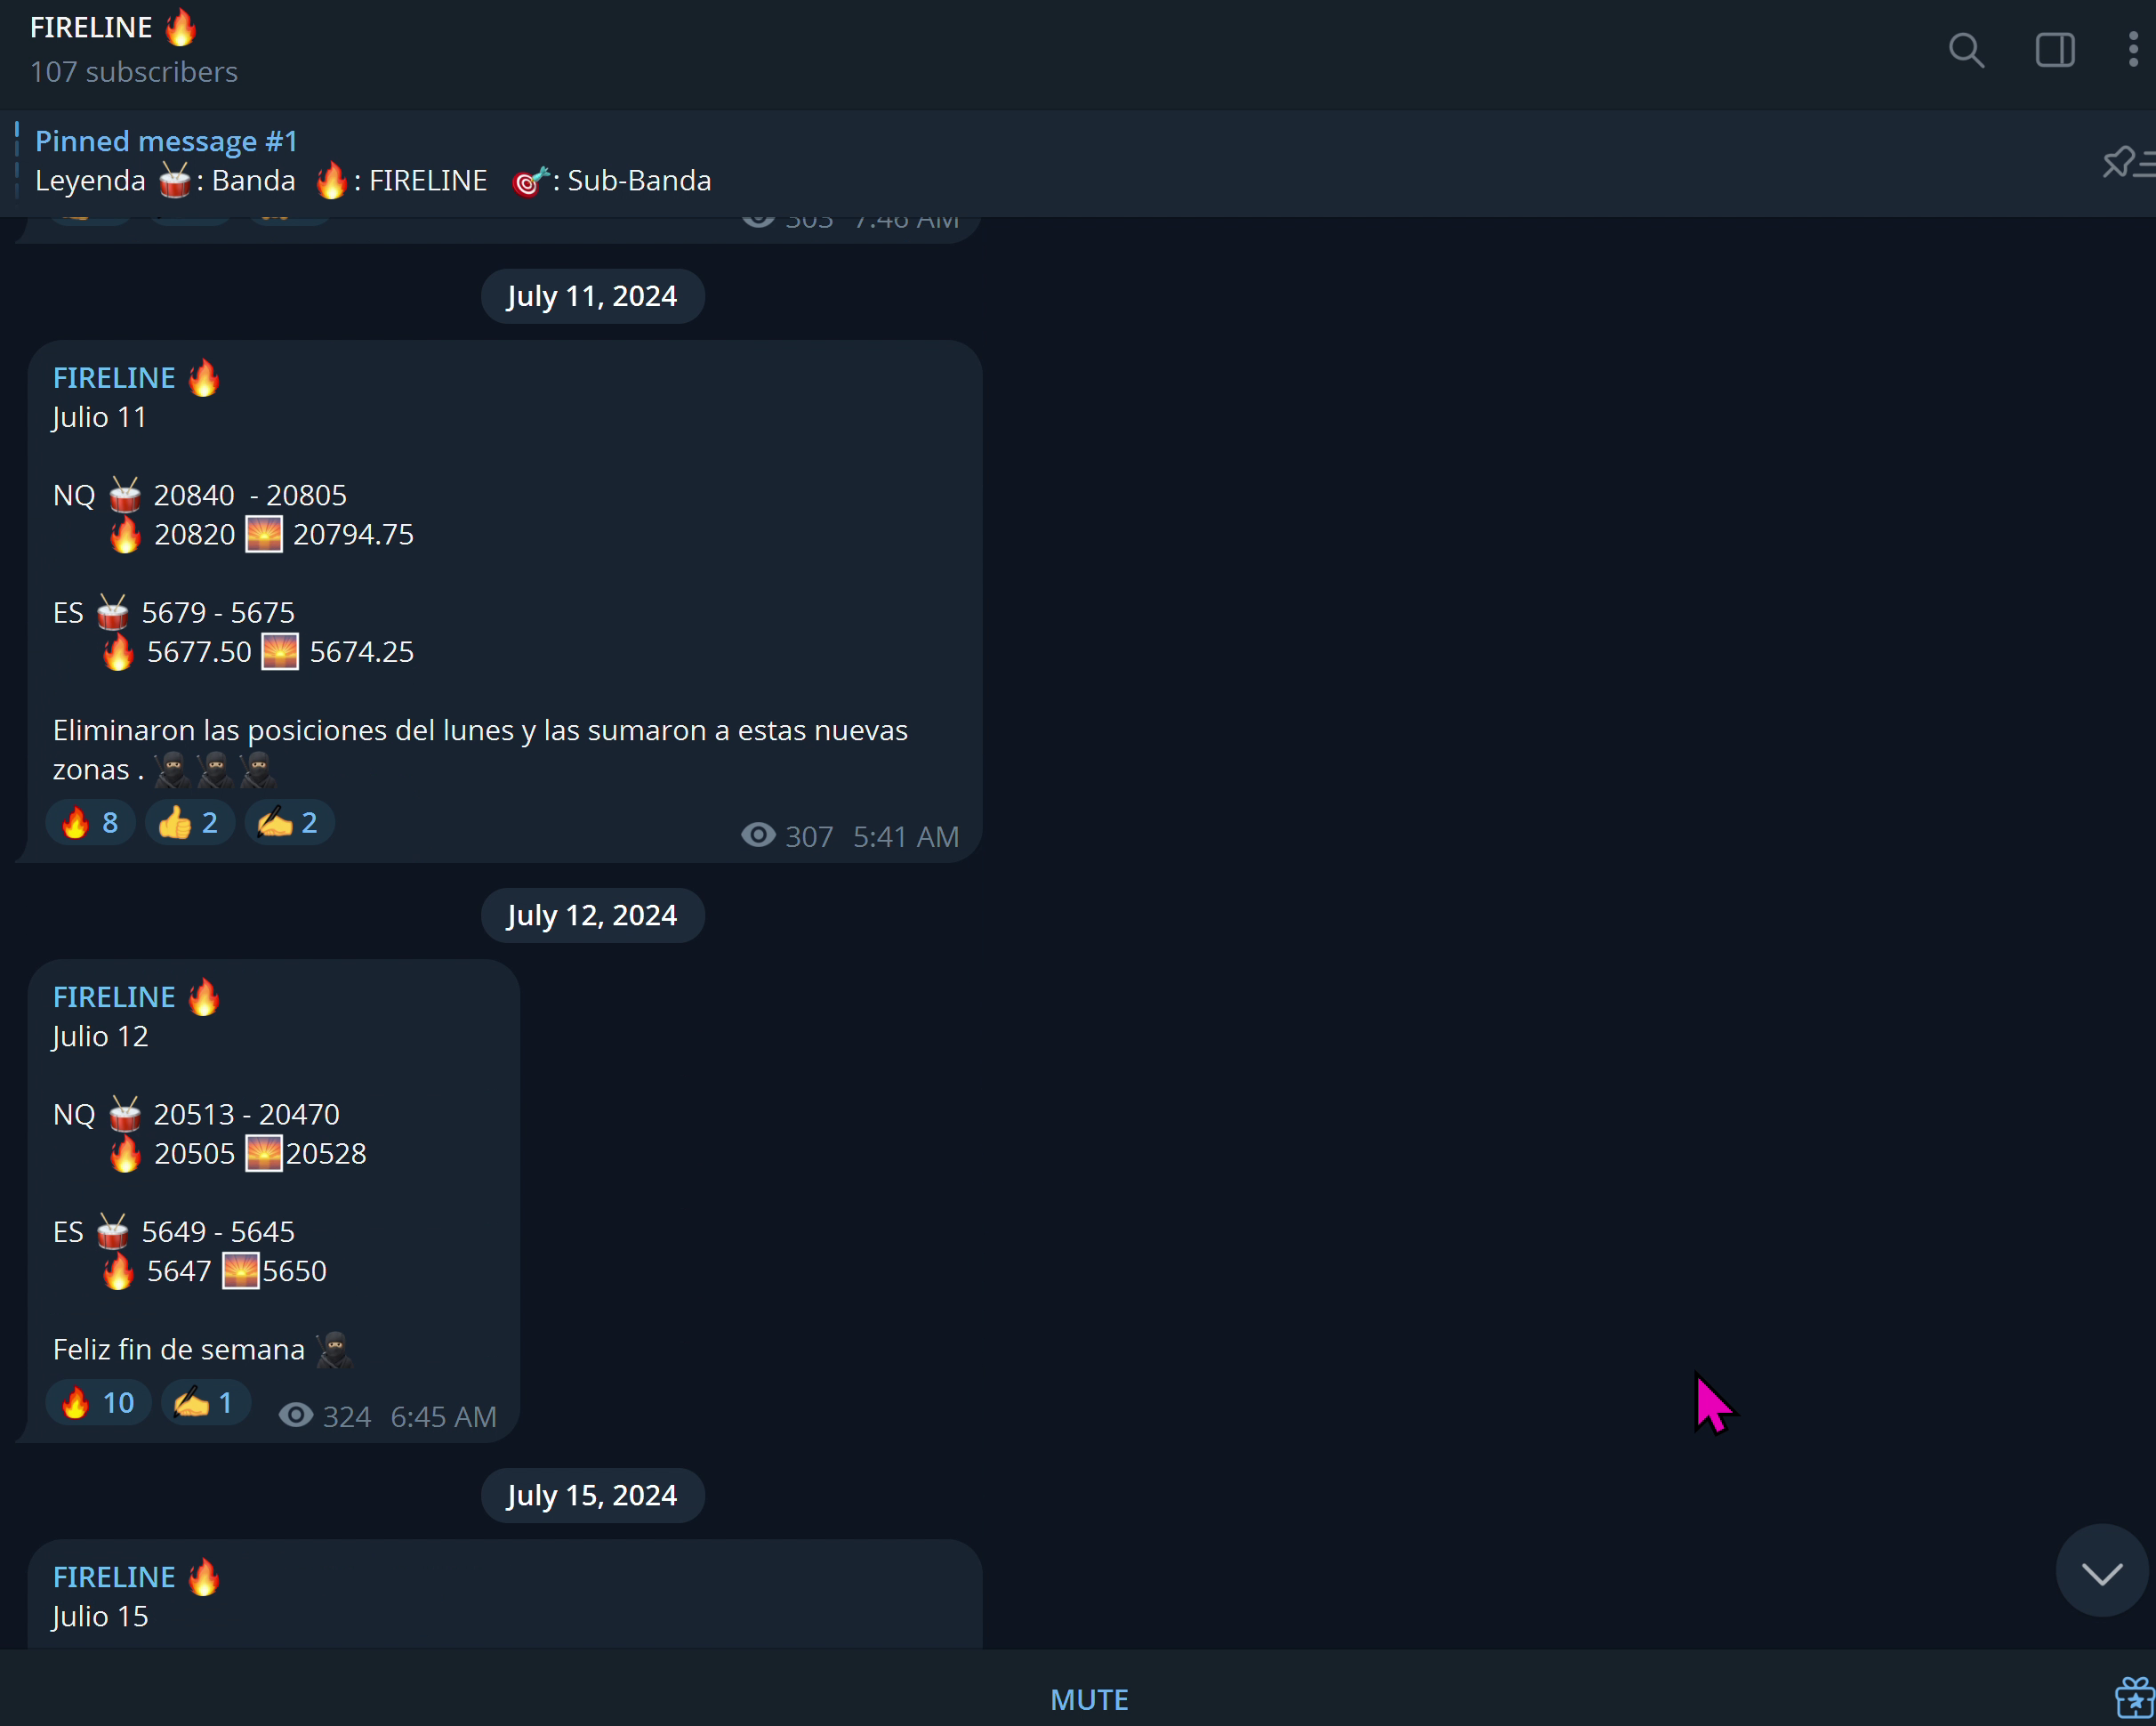 FIRELINE 🔥
107 subscribers
Pinned message #1
Leyenda 🥁: Banda 🔥: FIRELINE 🎯: Sub-Banda
303 7:46 AM
July 11, 2024
FIRELINE 🔥
Julio 11
NQ 🥁 20840 - 20805
🔥 20820 🌅 20794.75
ES 🥁 5679 - 5675
🔥 5677.50 🌅 5674.25
Eliminaron las posiciones del lunes y las sumaron a estas nuevas
zonas . 🥷🥷🥷
🔥 8 👍 2 ✍️ 2 307 5:41 AM
July 12, 2024
FIRELINE 🔥
Julio 12
NQ 🥁 20513 - 20470
🔥 20505 🌅20528
ES 🥁 5649 - 5645
🔥 5647 🌅5650
Feliz fin de semana 🥷
🔥 10 ✍️ 1 324 6:45 AM
July 15, 2024
FIRELINE 🔥
Julio 15
MUTE